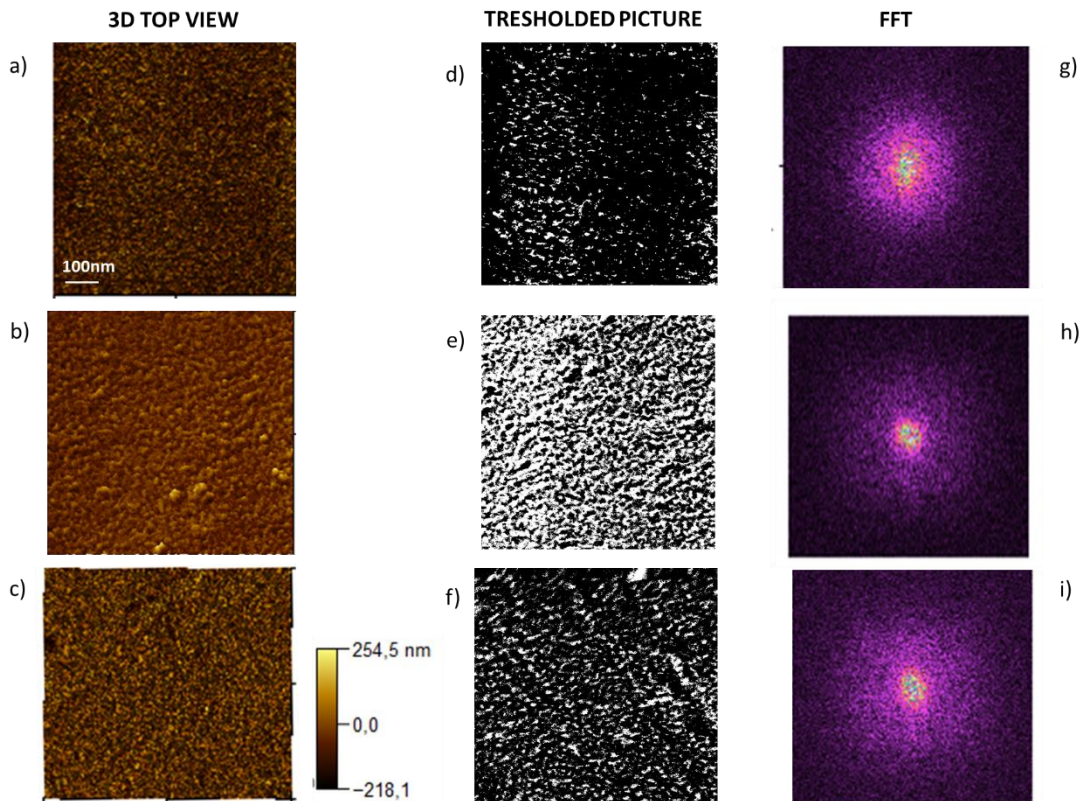 3D TOP VIEW
TRESHOLDED PICTURE
FFT
a)
d)
g)
100nm
b)
e)
h)
c)
f)
i)
254,5 nm
0,0
−218,1